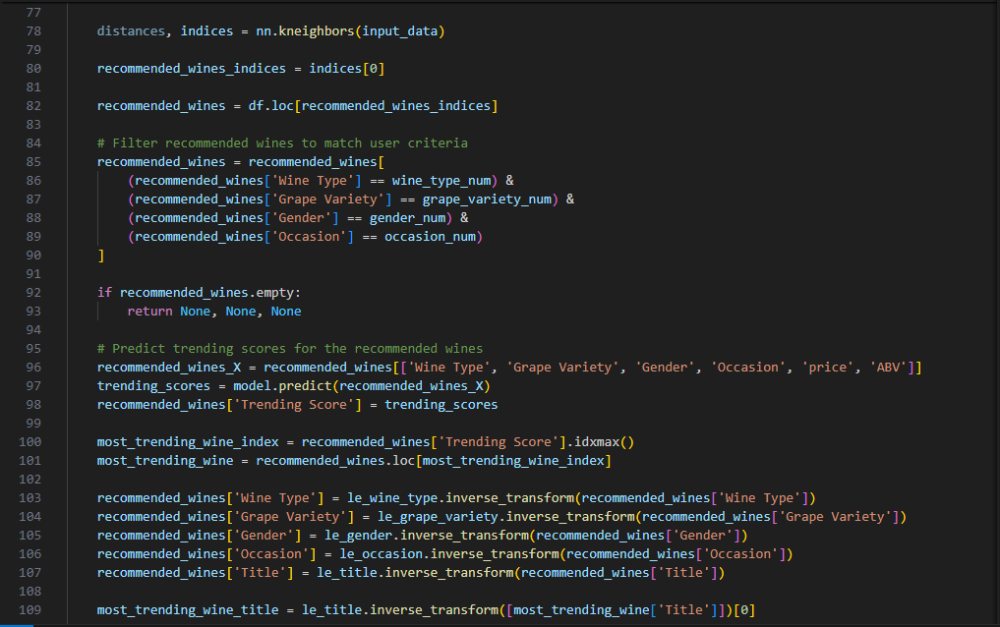 77
78 distances, indices = nn.kneighbors(input_data)
79
80 recommended_wines_indices = indices[0]
81
82 recommended_wines = df.loc[recommended_wines_indices]
83
84 # Filter recommended wines to match user criteria
85 recommended_wines = recommended_wines[
86 (recommended_wines['Wine Type'] == wine_type_num) &
87 (recommended_wines['Grape Variety'] == grape_variety_num) &
88 (recommended_wines['Gender'] == gender_num) &
89 (recommended_wines['Occasion'] == occasion_num)
90 ]
91
92 if recommended_wines.empty:
93 return None, None, None
94
95 # Predict trending scores for the recommended wines
96 recommended_wines_X = recommended_wines[['Wine Type', 'Grape Variety', 'Gender', 'Occasion', 'price', 'ABV']]
97 trending_scores = model.predict(recommended_wines_X)
98 recommended_wines['Trending Score'] = trending_scores
99
100 most_trending_wine_index = recommended_wines['Trending Score'].idxmax()
101 most_trending_wine = recommended_wines.loc[most_trending_wine_index]
102
103 recommended_wines['Wine Type'] = le_wine_type.inverse_transform(recommended_wines['Wine Type'])
104 recommended_wines['Grape Variety'] = le_grape_variety.inverse_transform(recommended_wines['Grape Variety'])
105 recommended_wines['Gender'] = le_gender.inverse_transform(recommended_wines['Gender'])
106 recommended_wines['Occasion'] = le_occasion.inverse_transform(recommended_wines['Occasion'])
107 recommended_wines['Title'] = le_title.inverse_transform(recommended_wines['Title'])
108
109 most_trending_wine_title = le_title.inverse_transform([most_trending_wine['Title']])[0]